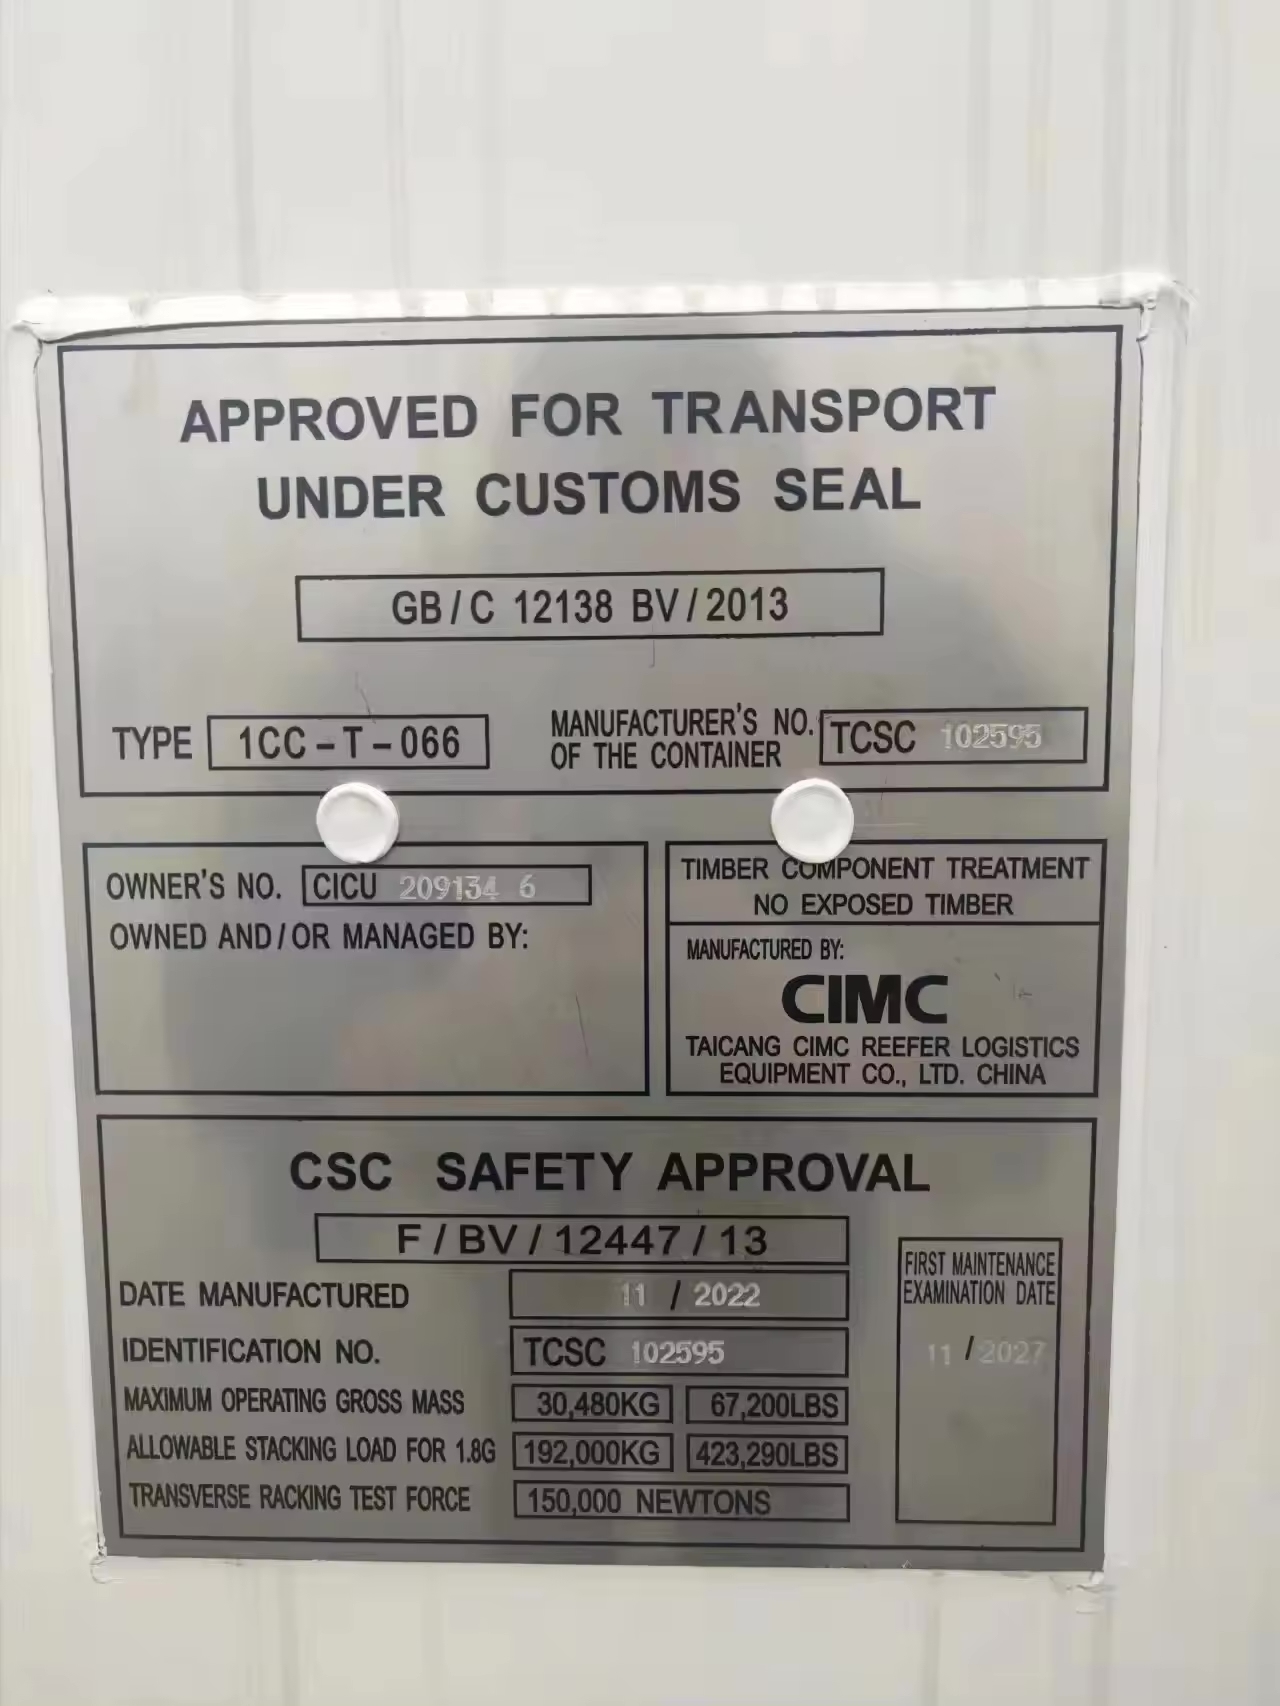 APPROVED FOR TRANSPORT
UNDER CUSTOMS SEAL
GB/C 12138 BV/2013
TYPE 1CC-T-066
MANUFACTURER'S NO.
OF THE CONTAINER
TCSC 102595
OWNER'S NO. CICU 209134 6
OWNED AND/OR MANAGED BY:
TIMBER COMPONENT TREATMENT
NO EXPOSED TIMBER
MANUFACTURED BY:
CIMC
TAICANG CIMC REEFER LOGISTICS
EQUIPMENT CO., LTD. CHINA
CSC SAFETY APPROVAL
F/BV/12447/13
DATE MANUFACTURED 11 / 2022
IDENTIFICATION NO. TCSC 102595
MAXIMUM OPERATING GROSS MASS 30,480KG 67,200LBS
ALLOWABLE STACKING LOAD FOR 1.8G 192,000KG 423,290LBS
TRANSVERSE RACKING TEST FORCE 150,000 NEWTONS
FIRST MAINTENANCE
EXAMINATION DATE
11 / 2027